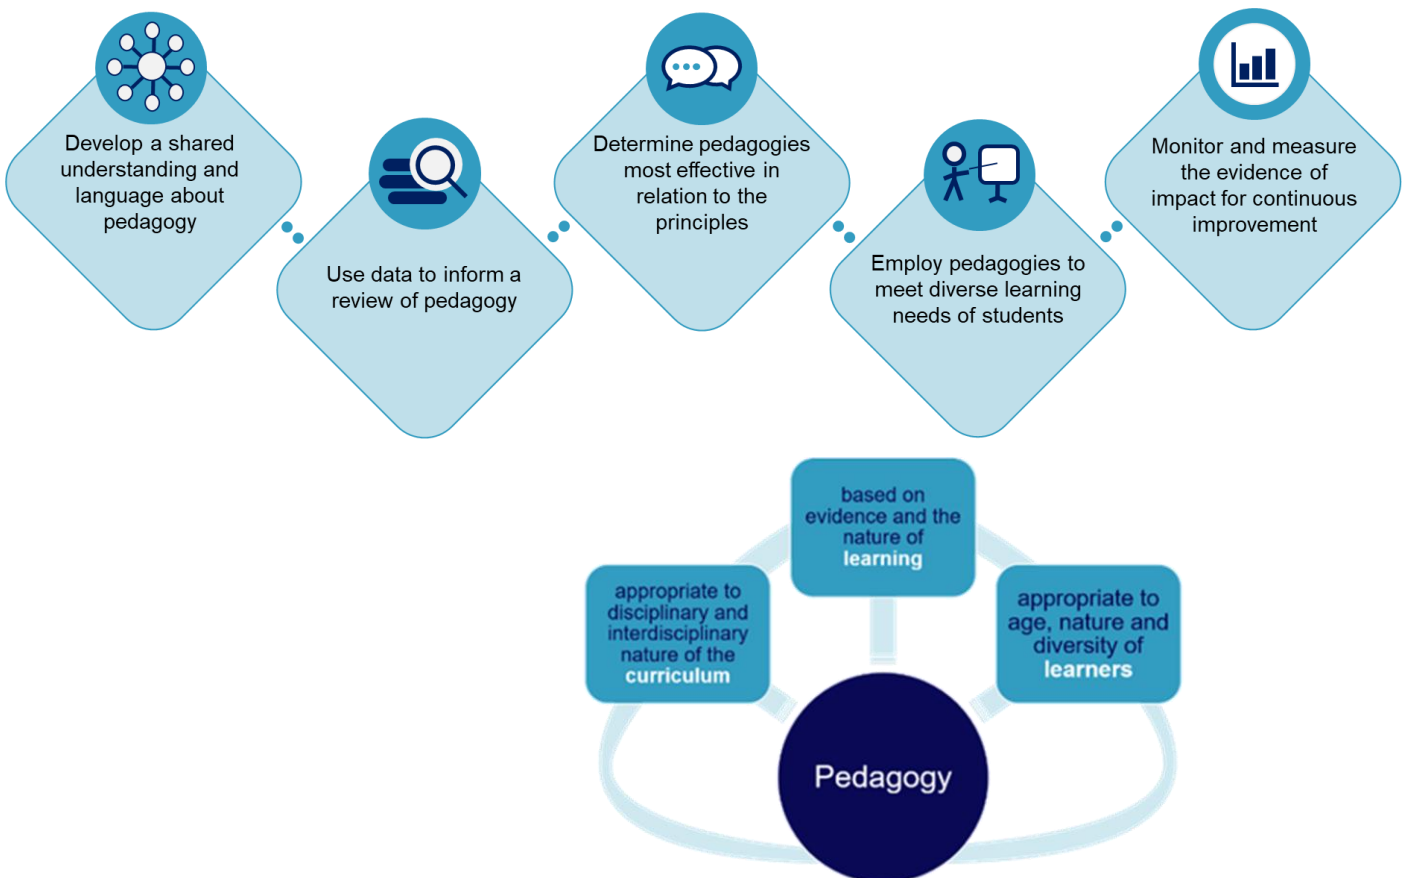 Develop a shared
understanding and
language about
pedagogy
Use data to inform a
review of pedagogy
Determine pedagogies
most effective in
relation to the
principles
Employ pedagogies to
meet diverse learning
needs of students
Monitor and measure
the evidence of
impact for continuous
improvement
based on
evidence and the
nature of
learning
appropriate to
disciplinary and
interdisciplinary
nature of the
curriculum
appropriate to
age, nature and
diversity of
learners
Pedagogy